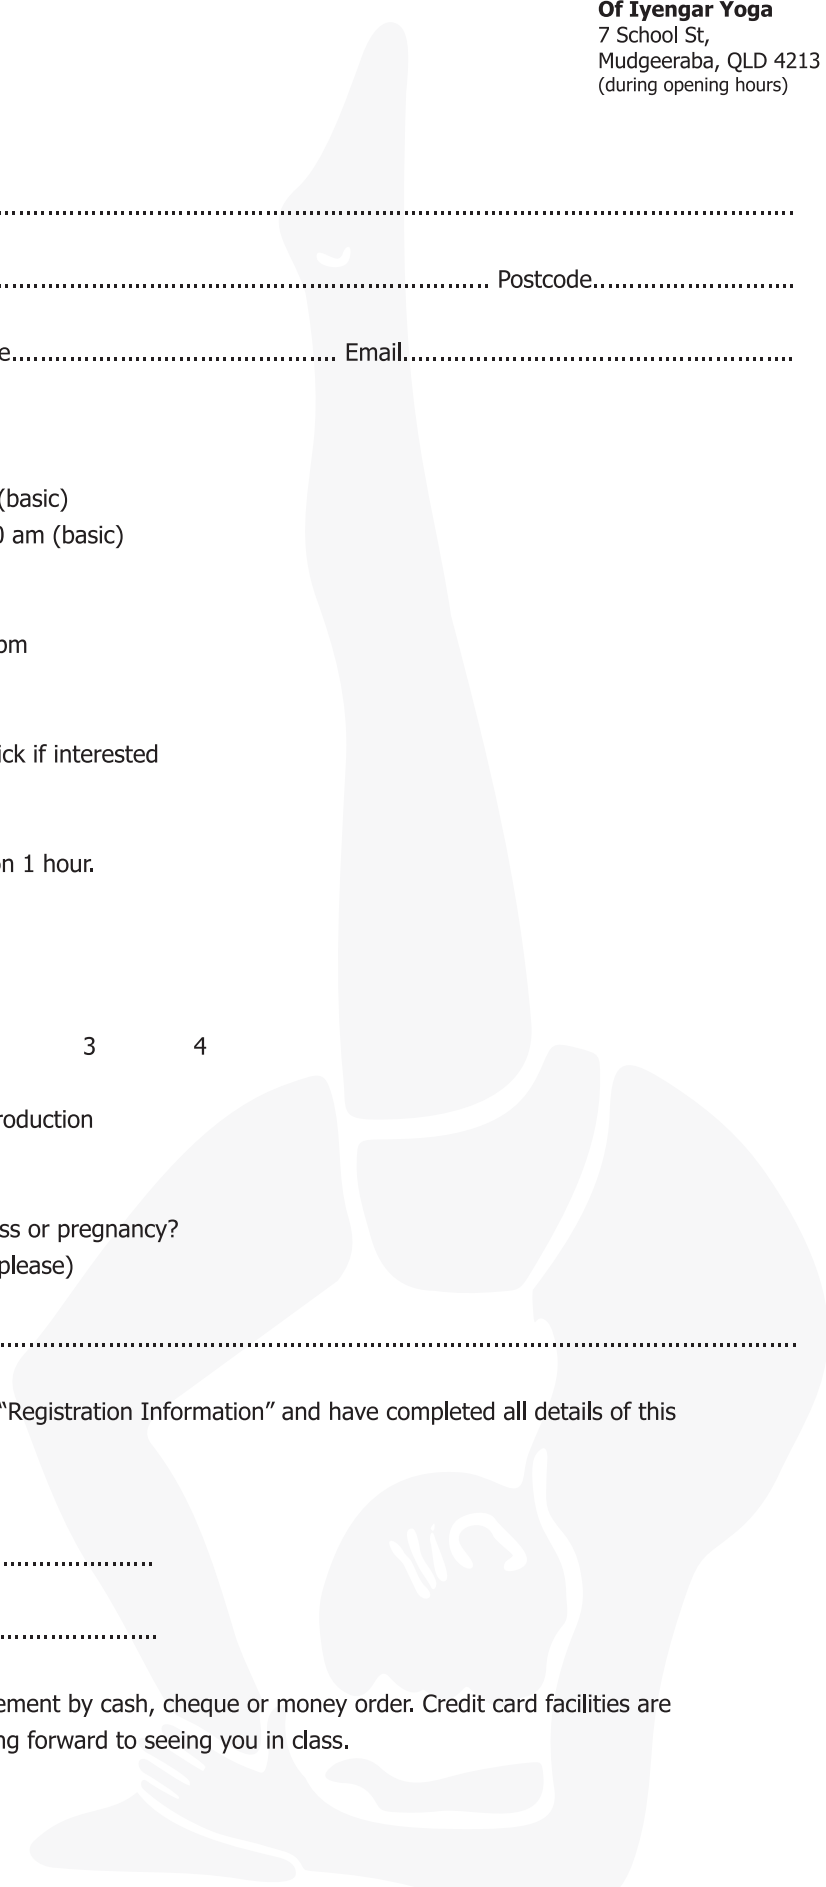 Of Iyengar Yoga
7 School St,
Mudgeeraba, QLD 4213
(during opening hours)
................................................................................................................
.................................................................... Postcode............................
e............................................. Email......................................................
(basic)
0 am (basic)
pm
ick if interested
on 1 hour.
3 4
roduction
ss or pregnancy?
please)
................................................................................................................
“Registration Information” and have completed all details of this
.....................
......................
ement by cash, cheque or money order. Credit card facilities are
ng forward to seeing you in class.